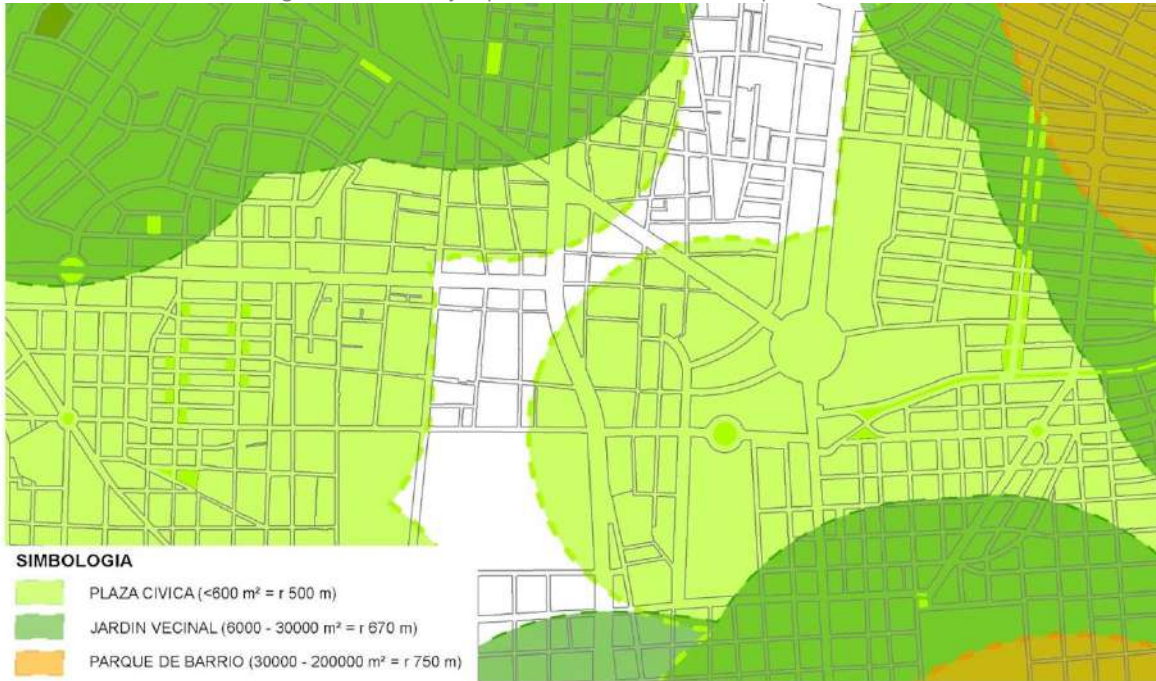 SIMBOLOGIA
PLAZA CIVICA (<600 m² = r 500 m)
JARDIN VECINAL (6000 - 30000 m² = r 670 m)
PARQUE DE BARRIO (30000 - 200000 m² = r 750 m)